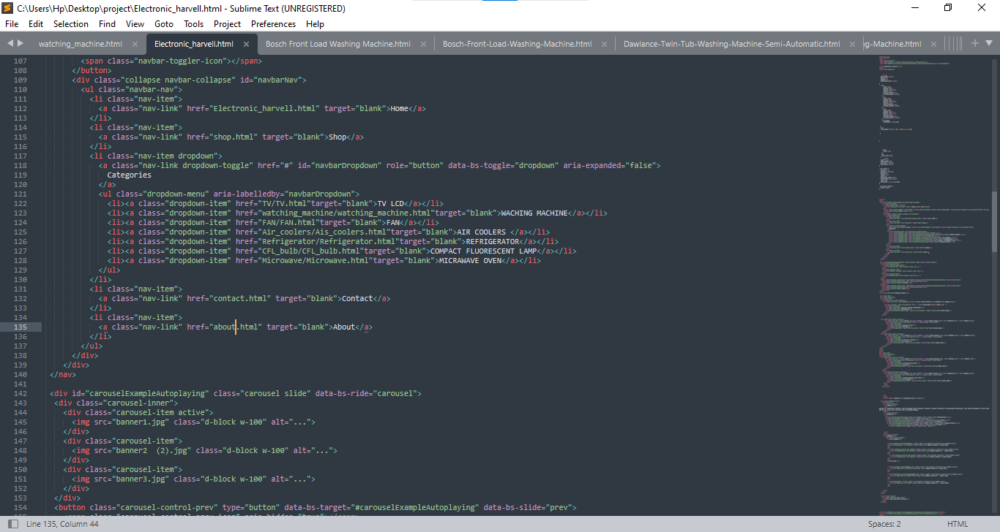 C:\Users\Hp\Desktop\project\Electronic_harvell.html - Sublime Text (UNREGISTERED)
File Edit Selection Find View Goto Tools Project Preferences Help
watching_machine.html × Electronic_harvell.html × Bosch Front Load Washing Machine.html × Bosch-Front-Load-Washing-Machine.html × Dawlance-Twin-Tub-Washing-Machine-Semi-Automatic.html × ng-Machine.html ×
107 <span class="navbar-toggler-icon"></span>
108 </button>
109 <div class="collapse navbar-collapse" id="navbarNav">
110 <ul class="navbar-nav">
111 <li class="nav-item">
112 <a class="nav-link" href="Electronic_harvell.html" target="blank">Home</a>
113 </li>
114 <li class="nav-item">
115 <a class="nav-link" href="shop.html" target="blank">Shop</a>
116 </li>
117 <li class="nav-item dropdown">
118 <a class="nav-link dropdown-toggle" href="#" id="navbarDropdown" role="button" data-bs-toggle="dropdown" aria-expanded="false">
119 Categories
120 </a>
121 <ul class="dropdown-menu" aria-labelledby="navbarDropdown">
122 <li><a class="dropdown-item" href="TV/TV.html"target="blank">TV LCD</a></li>
123 <li><a class="dropdown-item" href="watching_machine/watching_machine.html"target="blank">WACHING MACHINE</a></li>
124 <li><a class="dropdown-item" href="FAN/FAN.html"target="blank">FAN</a></li>
125 <li><a class="dropdown-item" href="Air_coolers/Ais_coolers.html"target="blank">AIR COOLERS </a></li>
126 <li><a class="dropdown-item" href="Refrigerator/Refrigerator.html"target="blank">REFRIGERATOR</a></li>
127 <li><a class="dropdown-item" href="CFL_bulb/CFL_bulb.html"target="blank">COMPACT FLUORESCENT LAMP</a></li>
128 <li><a class="dropdown-item" href="Microwave/Microwave.html"target="blank">MICRAWAVE OVEN</a></li>
129 </ul>
130 </li>
131 <li class="nav-item">
132 <a class="nav-link" href="contact.html" target="blank">Contact</a>
133 </li>
134 <li class="nav-item">
135 <a class="nav-link" href="about.html" target="blank">About</a>
136 </li>
137 </ul>
138 </div>
139 </div>
140 </nav>
141
142 <div id="carouselExampleAutoplaying" class="carousel slide" data-bs-ride="carousel">
143 <div class="carousel-inner">
144 <div class="carousel-item active">
145 <img src="banner1.jpg" class="d-block w-100" alt="...">
146 </div>
147 <div class="carousel-item">
148 <img src="banner2  (2).jpg" class="d-block w-100" alt="...">
149 </div>
150 <div class="carousel-item">
151 <img src="banner3.jpg" class="d-block w-100" alt="...">
152 </div>
153 </div>
154 <button class="carousel-control-prev" type="button" data-bs-target="#carouselExampleAutoplaying" data-bs-slide="prev">
Line 135, Column 44 Spaces: 2 HTML